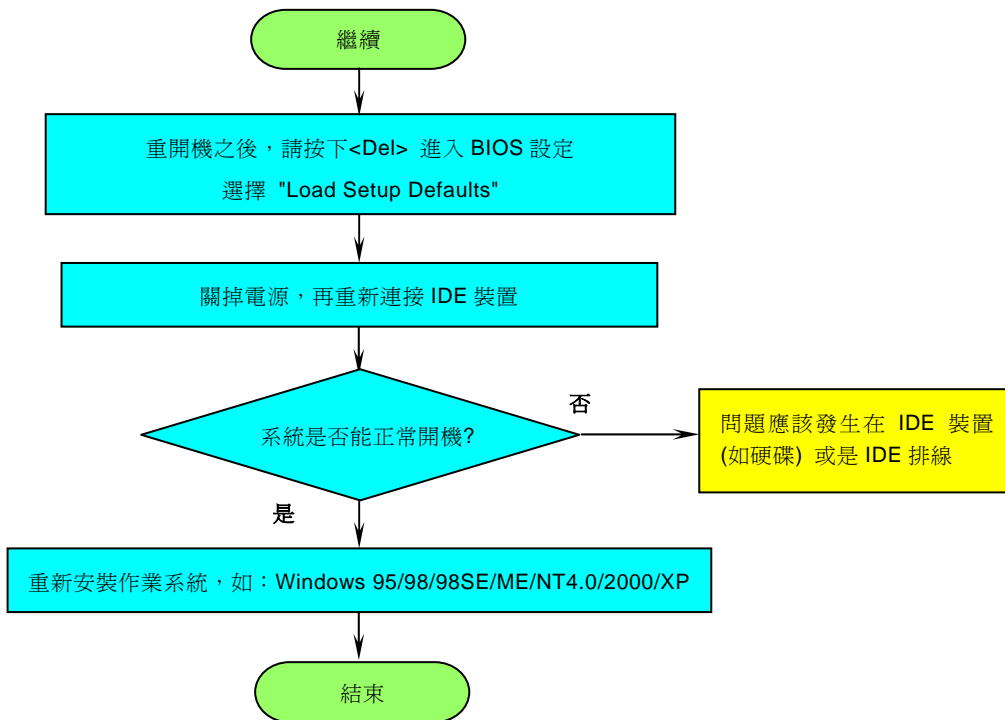 繼續
重開機之後，請按下<Del> 進入 BIOS 設定
選擇 "Load Setup Defaults"
關掉電源，再重新連接 IDE 裝置
系統是否能正常開機?
否
問題應該發生在 IDE 裝置
(如硬碟) 或是 IDE 排線
是
重新安裝作業系統，如：Windows 95/98/98SE/ME/NT4.0/2000/XP
結束